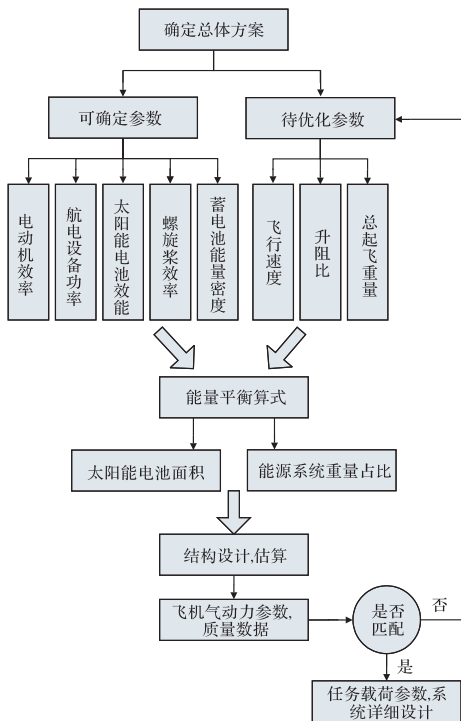 确定总体方案
可确定参数
待优化参数
电动机效率
航电设备功率
太阳能电池效能
螺旋桨效率
蓄电池能量密度
飞行速度
升阻比
总起飞重量
能量平衡算式
太阳能电池面积
能源系统重量占比
结构设计,估算
飞机气动力参数,
质量数据
是否
匹配
否
是
任务载荷参数,系
统详细设计